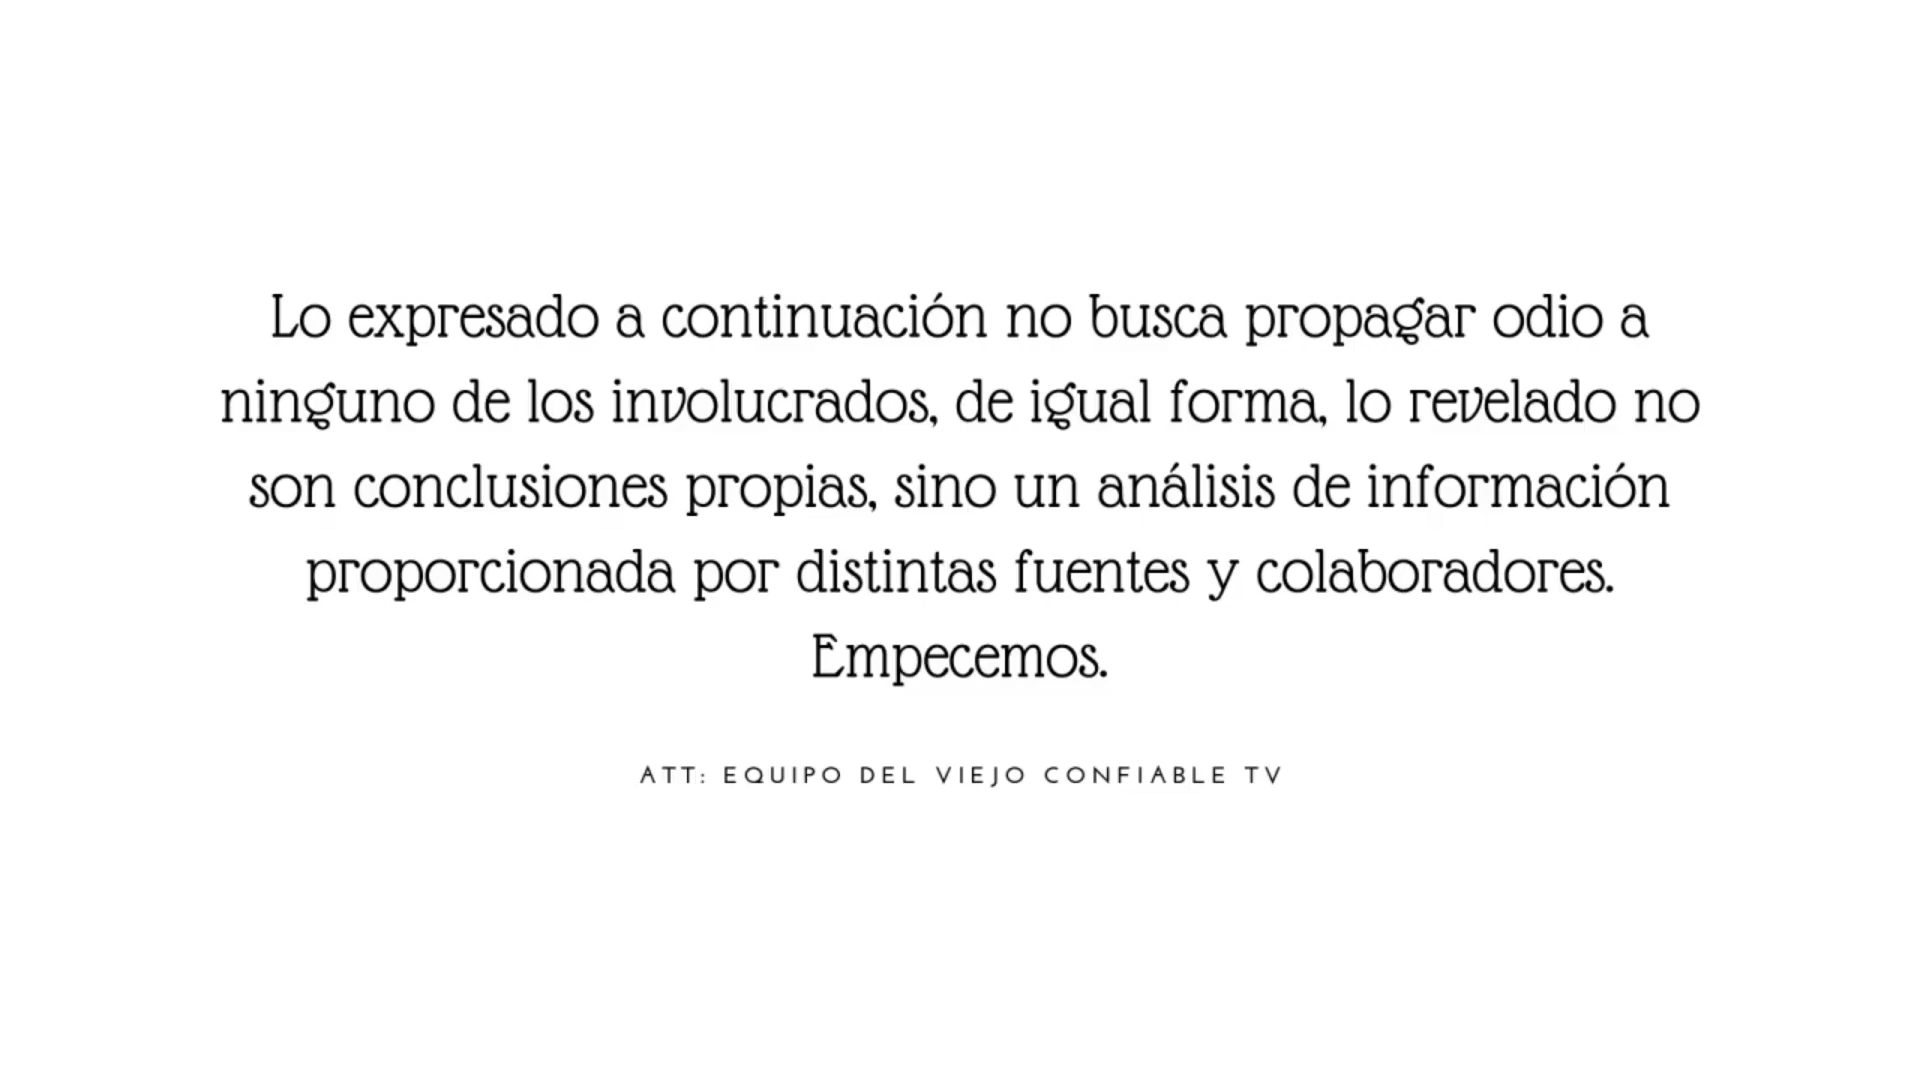 Lo expresado a continuación no busca propagar odio a
ninguno de los involucrados, de igual forma, lo revelado no
son conclusiones propias, sino un análisis de información
proporcionada por distintas fuentes y colaboradores.
Empecemos.
ATT: EQUIPO DEL VIEJO CONFIABLE TV